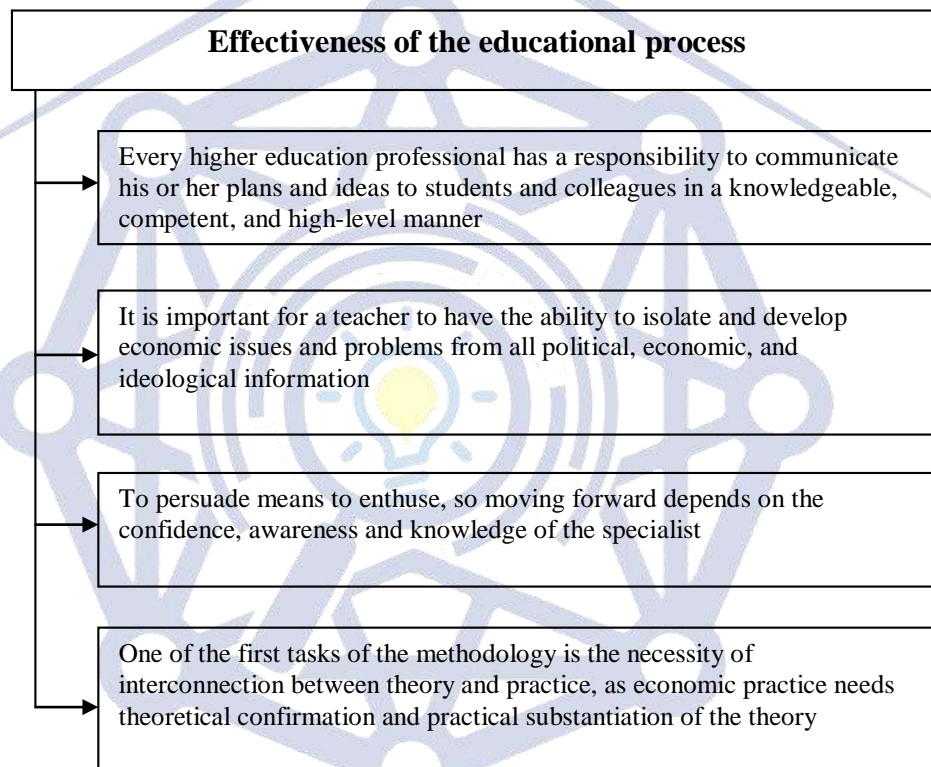 Effectiveness of the educational process
Every higher education professional has a responsibility to communicate
his or her plans and ideas to students and colleagues in a knowledgeable,
competent, and high-level manner
It is important for a teacher to have the ability to isolate and develop
economic issues and problems from all political, economic, and
ideological information
To persuade means to enthuse, so moving forward depends on the
confidence, awareness and knowledge of the specialist
One of the first tasks of the methodology is the necessity of
interconnection between theory and practice, as economic practice needs
theoretical confirmation and practical substantiation of the theory